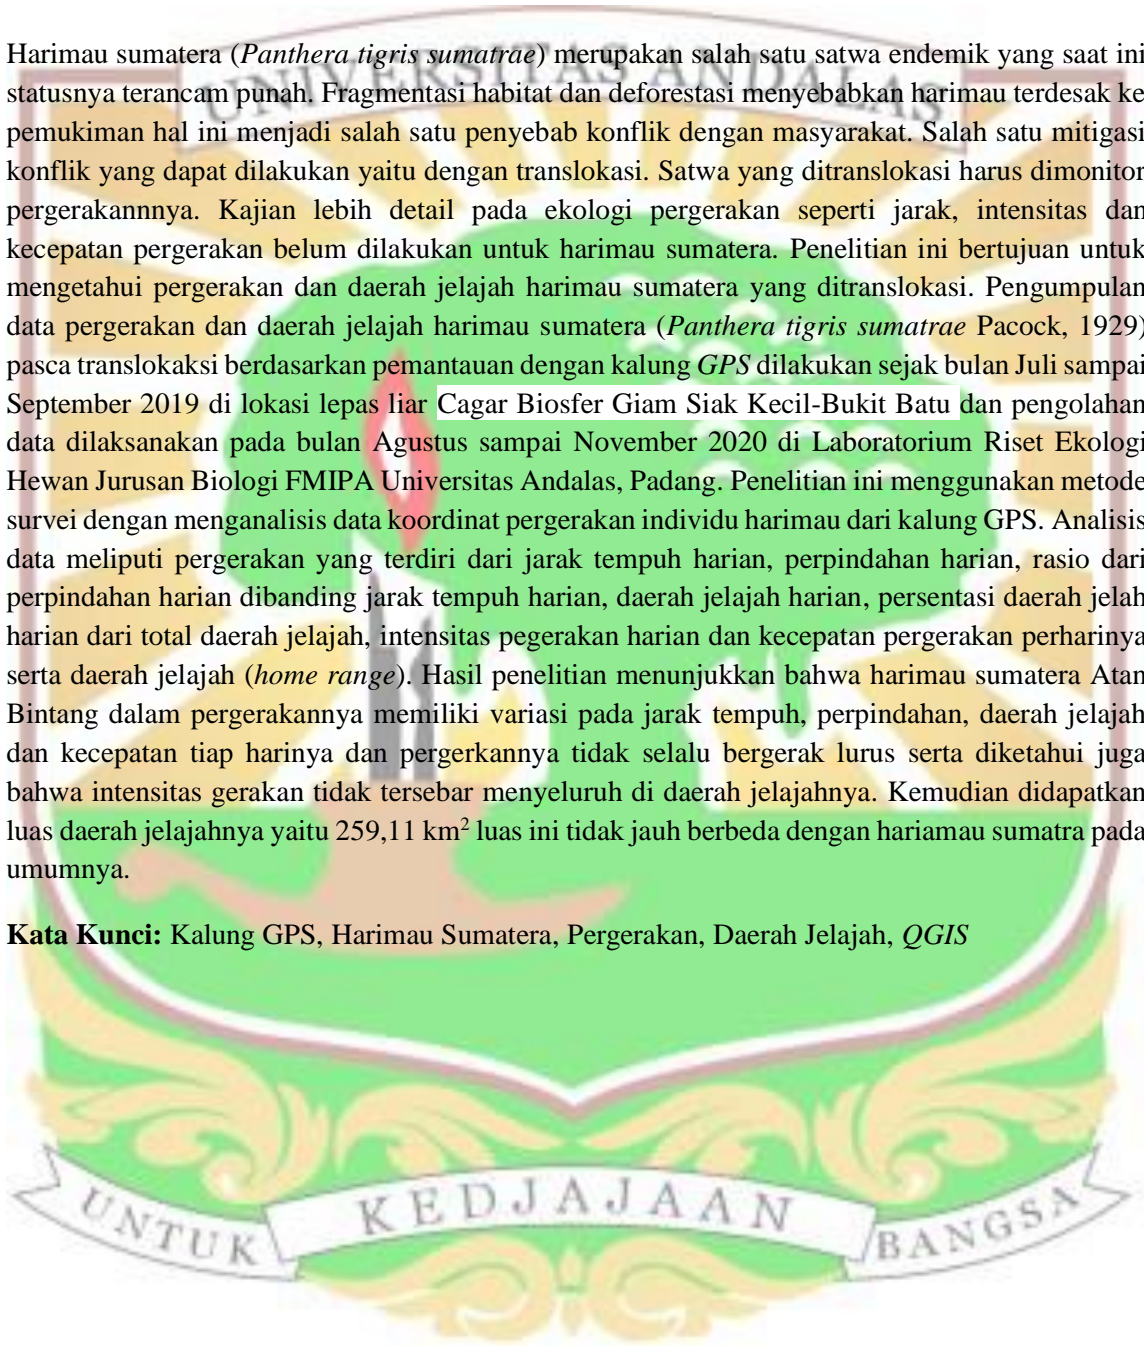 UNIVERSITAS ANDALAS
Harimau sumatera (Panthera tigris sumatrae) merupakan salah satu satwa endemik yang saat ini
statusnya terancam punah. Fragmentasi habitat dan deforestasi menyebabkan harimau terdesak ke
pemukiman hal ini menjadi salah satu penyebab konflik dengan masyarakat. Salah satu mitigasi
konflik yang dapat dilakukan yaitu dengan translokasi. Satwa yang ditranslokasi harus dimonitor
pergerakannnya. Kajian lebih detail pada ekologi pergerakan seperti jarak, intensitas dan
kecepatan pergerakan belum dilakukan untuk harimau sumatera. Penelitian ini bertujuan untuk
mengetahui pergerakan dan daerah jelajah harimau sumatera yang ditranslokasi. Pengumpulan
data pergerakan dan daerah jelajah harimau sumatera (Panthera tigris sumatrae Pacock, 1929)
pasca translokaksi berdasarkan pemantauan dengan kalung GPS dilakukan sejak bulan Juli sampai
September 2019 di lokasi lepas liar Cagar Biosfer Giam Siak Kecil-Bukit Batu dan pengolahan
data dilaksanakan pada bulan Agustus sampai November 2020 di Laboratorium Riset Ekologi
Hewan Jurusan Biologi FMIPA Universitas Andalas, Padang. Penelitian ini menggunakan metode
survei dengan menganalisis data koordinat pergerakan individu harimau dari kalung GPS. Analisis
data meliputi pergerakan yang terdiri dari jarak tempuh harian, perpindahan harian, rasio dari
perpindahan harian dibanding jarak tempuh harian, daerah jelajah harian, persentasi daerah jelah
harian dari total daerah jelajah, intensitas pegerakan harian dan kecepatan pergerakan perharinya
serta daerah jelajah (home range). Hasil penelitian menunjukkan bahwa harimau sumatera Atan
Bintang dalam pergerakannya memiliki variasi pada jarak tempuh, perpindahan, daerah jelajah
dan kecepatan tiap harinya dan pergerkannya tidak selalu bergerak lurus serta diketahui juga
bahwa intensitas gerakan tidak tersebar menyeluruh di daerah jelajahnya. Kemudian didapatkan
luas daerah jelajahnya yaitu 259,11 km² luas ini tidak jauh berbeda dengan hariamau sumatra pada
umumnya.
Kata Kunci: Kalung GPS, Harimau Sumatera, Pergerakan, Daerah Jelajah, QGIS
UNTUK KEDJAJAAN BANGSA